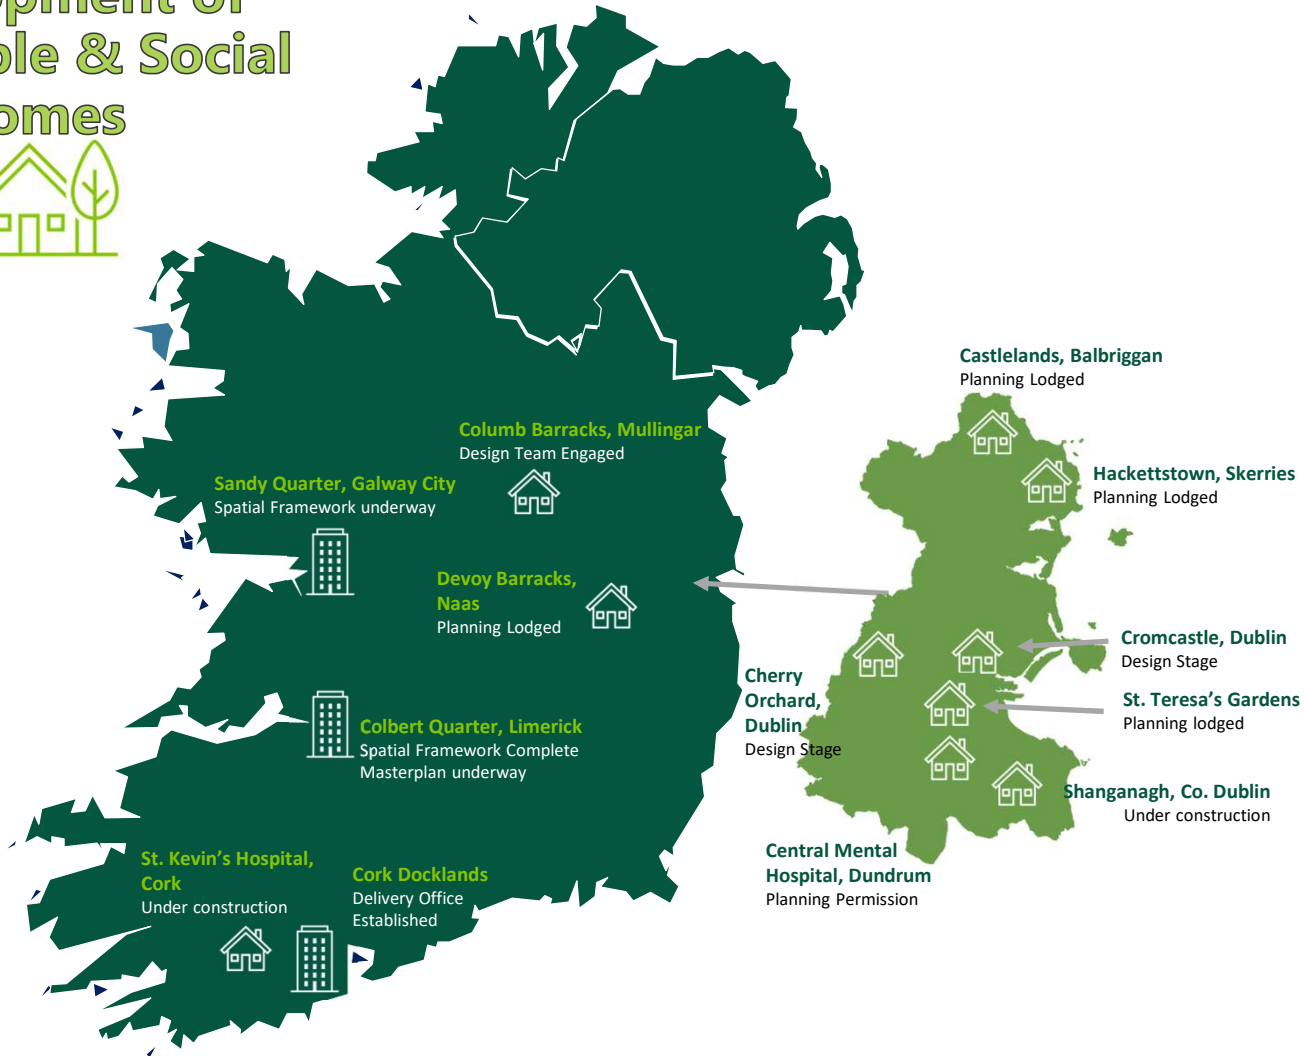 & Social
Columb Barracks, Mullingar
Design Team Engaged
Sandy Quarter, Galway City
Spatial Framework underway
Devoy Barracks,
Naas
Planning Lodged
Colbert Quarter, Limerick
Spatial Framework Complete
Masterplan underway
St. Kevin's Hospital,
Cork
Under construction
Cork Docklands
Delivery Office
Established
Castlelands, Balbriggan
Planning Lodged
Hackettstown, Skerries
Planning Lodged
Cromcastle, Dublin
Design Stage
St. Teresa's Gardens
Planning lodged
Cherry
Orchard,
Dublin
Design Stage
Shanganagh, Co. Dublin
Under construction
Central Mental
Hospital, Dundrum
Planning Permission